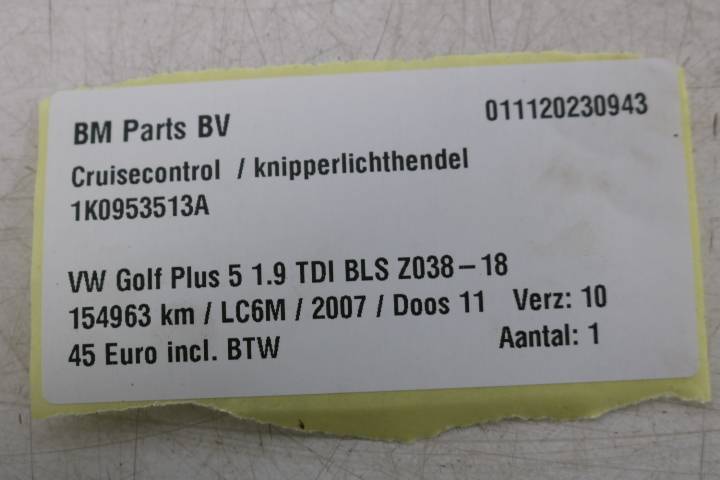 BM Parts BV 011120230943
Cruisecontrol / knipperlichthendel
1K0953513A
VW Golf Plus 5 1.9 TDI BLS Z038-18
154963 km / LC6M / 2007 / Doos 11 Verz: 10
45 Euro incl. BTW Aantal: 1